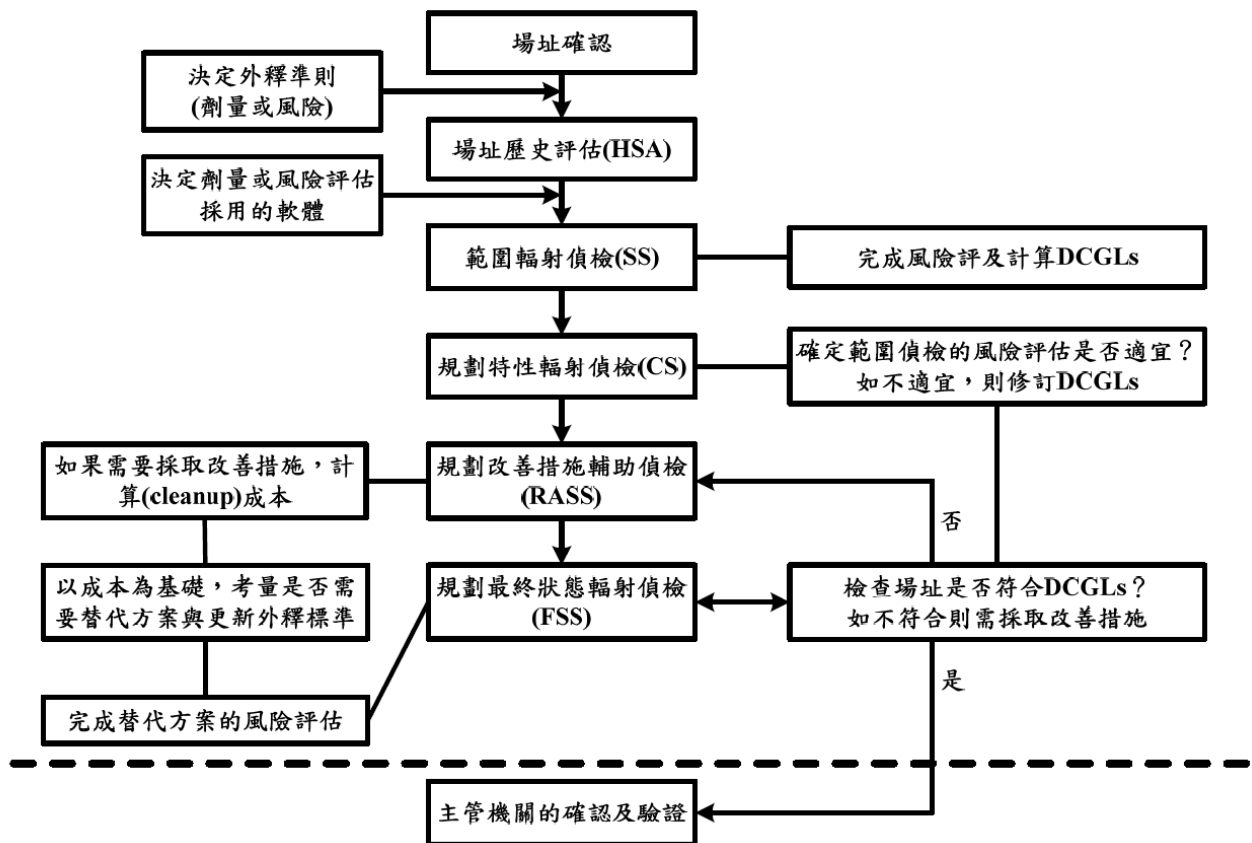 場址確認
決定外釋準則
(劑量或風險)
場址歷史評估(HSA)
決定劑量或風險評估
採用的軟體
範圍輻射偵檢(SS)
完成風險評及計算DCGLs
規劃特性輻射偵檢(CS)
確定範圍偵檢的風險評估是否適宜？
如不適宜，則修訂DCGLs
如果需要採取改善措施，計
算(cleanup)成本
規劃改善措施輔助偵檢
(RASS)
否
以成本為基礎，考量是否需
要替代方案與更新外釋標準
規劃最終狀態輻射偵檢
(FSS)
檢查場址是否符合DCGLs？
如不符合則需採取改善措施
是
完成替代方案的風險評估
主管機關的確認及驗證